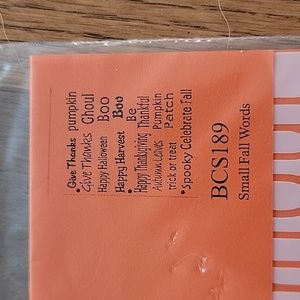 • Give Thanks pumpkin
Give Thanks Ghoul
Happy Halloween Boo
Happy Harvest Boo
• Be
Happy Thanksgiving Thankful
Autumn Leaves Pumpkin
trick or treat Patch
• Spooky Celebrate Fall
BCS189
Small Fall Words